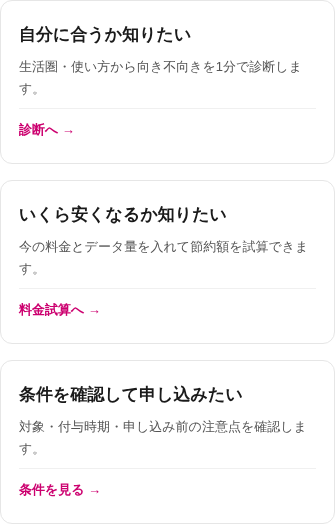 自分に合うか知りたい
生活圏・使い方から向き不向きを1分で診断しま
す。
診断へ →
いくら安くなるか知りたい
今の料金とデータ量を入れて節約額を試算できま
す。
料金試算へ →
条件を確認して申し込みたい
対象・付与時期・申し込み前の注意点を確認しま
す。
条件を見る →